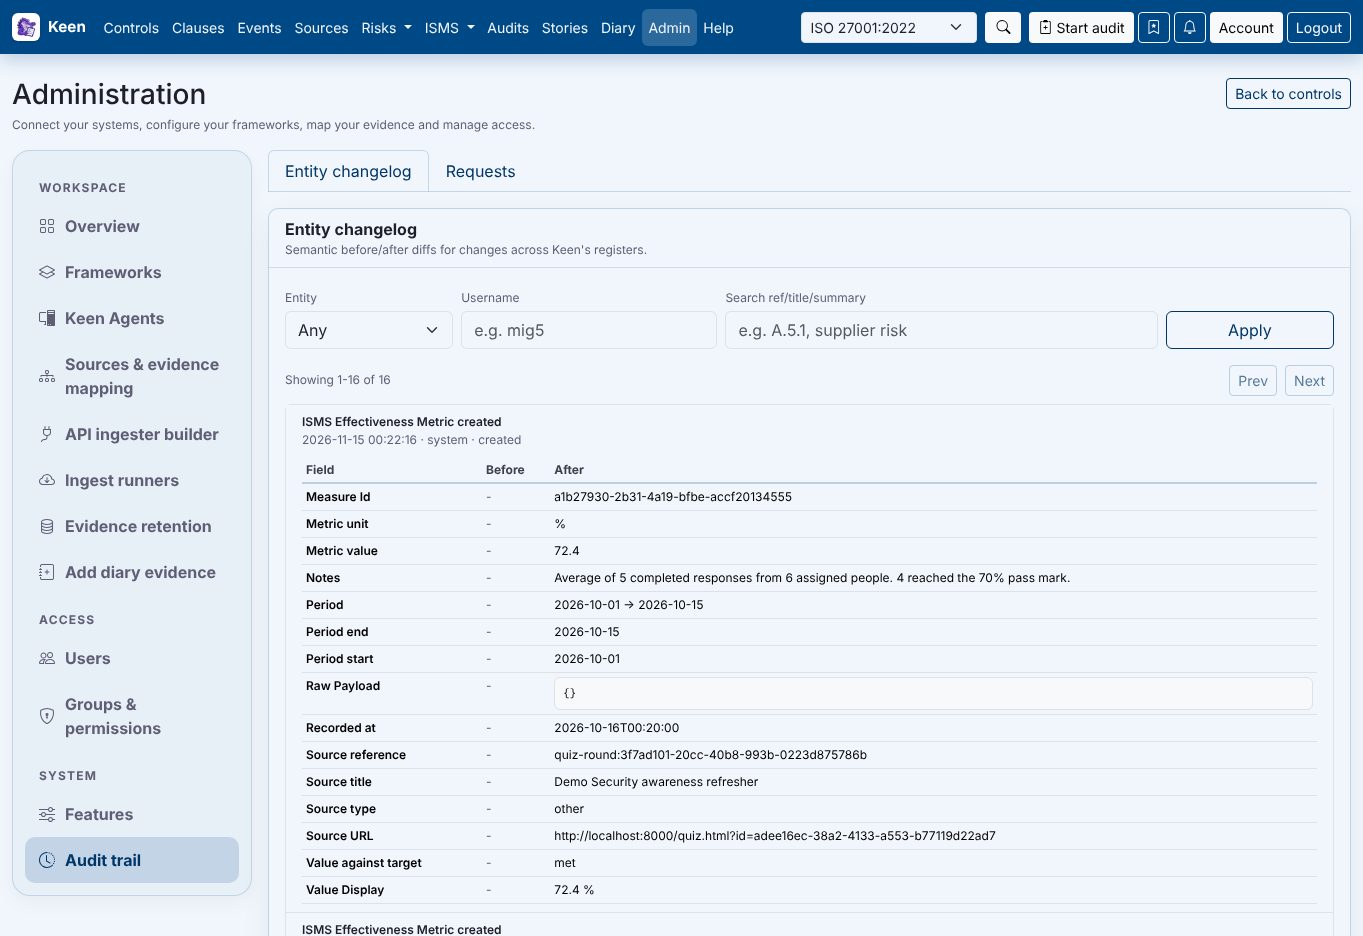 Keen Controls Clauses Events Sources Risks ISMS Audits Stories Diary Admin Help ISO 27001:2022 Start audit Account Logout
Administration
Back to controls
Connect your systems, configure your frameworks, map your evidence and manage access.
WORKSPACE
Overview
Frameworks
Keen Agents
Sources & evidence
mapping
API ingester builder
Ingest runners
Evidence retention
Add diary evidence
ACCESS
Users
Groups &
permissions
SYSTEM
Features
Audit trail
Entity changelog Requests
Entity changelog
Semantic before/after diffs for changes across Keen's registers.
Entity Username Search ref/title/summary
Any e.g. mig5 e.g. A.5.1, supplier risk Apply
Showing 1-16 of 16 Prev Next
ISMS Effectiveness Metric created
2026-11-15 00:22:16 · system · created
Field Before After
Measure Id - a1b27930-2b31-4a19-bfbe-accf20134555
Metric unit - %
Metric value - 72.4
Notes - Average of 5 completed responses from 6 assigned people. 4 reached the 70% pass mark.
Period - 2026-10-01 → 2026-10-15
Period end - 2026-10-15
Period start - 2026-10-01
Raw Payload - {}
Recorded at - 2026-10-16T00:20:00
Source reference - quiz-round:3f7ad101-20cc-40b8-993b-0223d875786b
Source title - Demo Security awareness refresher
Source type - other
Source URL - http://localhost:8000/quiz.html?id=adee16ec-38a2-4133-a553-b77119d22ad7
Value against target - met
Value Display - 72.4 %
ISMS Effectiveness Metric created